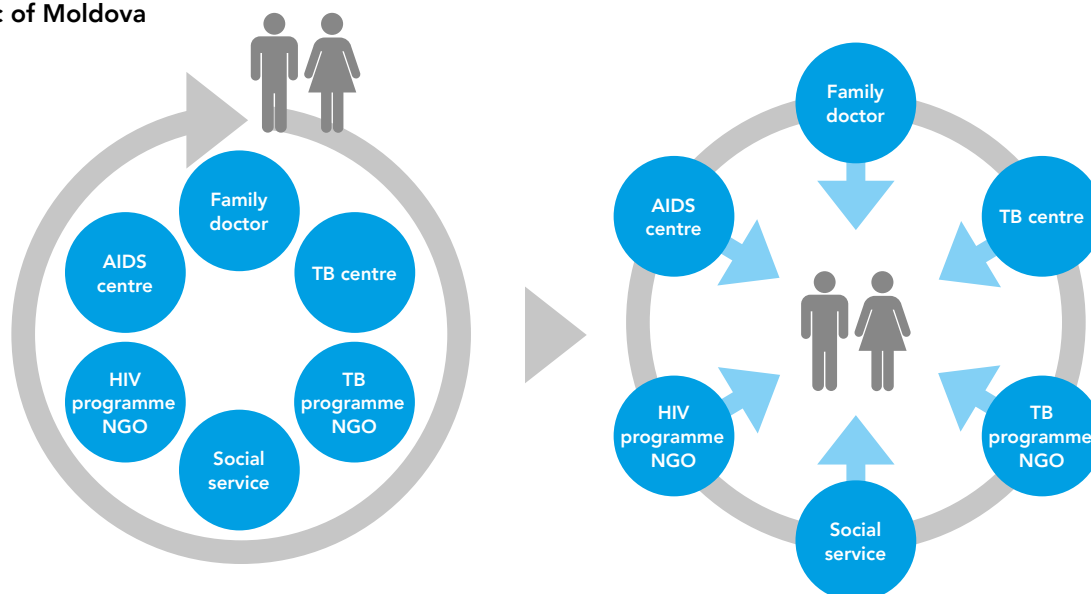 of Moldova
Family
doctor
AIDS
centre
TB centre
HIV
programme
NGO
TB
programme
NGO
Social
service
Family
doctor
AIDS
centre
TB centre
HIV
programme
NGO
TB
programme
NGO
Social
service